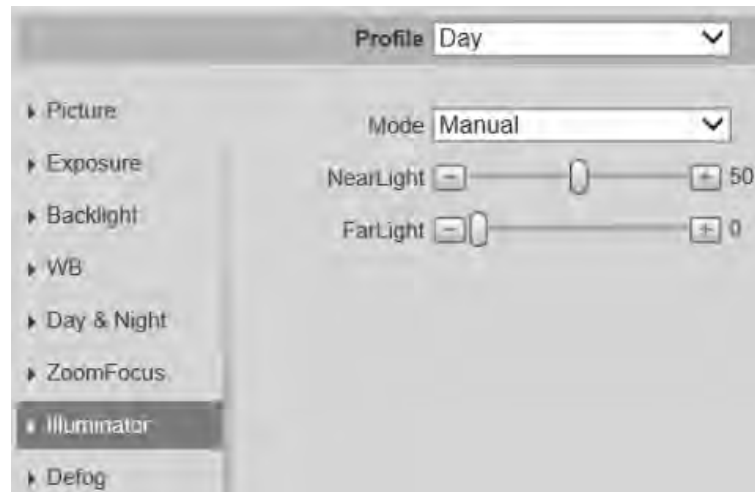 Profile Day
Picture
Mode Manual
Exposure
NearLight - + 50
Backlight
FarLight - + 0
WB
Day & Night
ZoomFocus
Illuminator
Defog